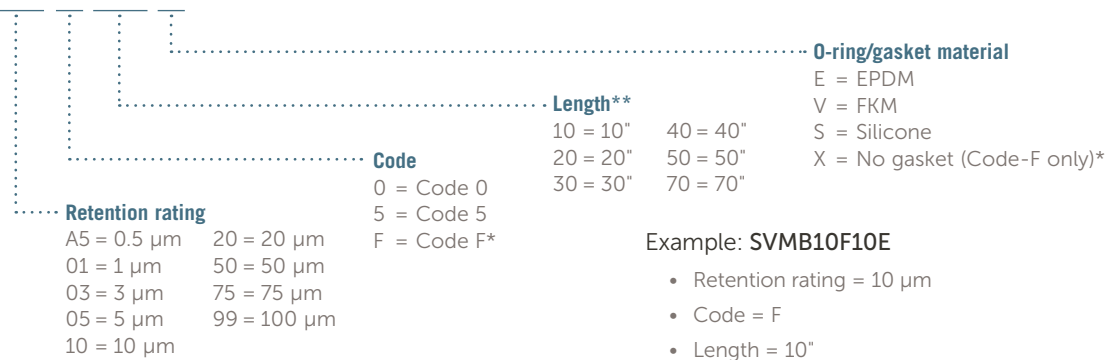 O-ring/gasket material
E = EPDM
V = FKM
S = Silicone
X = No gasket (Code-F only)*
Length**
10 = 10" 40 = 40"
20 = 20" 50 = 50"
30 = 30" 70 = 70"
Code
0 = Code 0
5 = Code 5
F = Code F*
Retention rating
A5 = 0.5 µm 20 = 20 µm
01 = 1 µm 50 = 50 µm
03 = 3 µm 75 = 75 µm
05 = 5 µm 99 = 100 µm
10 = 10 µm
Example: SVMB10F10E
• Retention rating = 10 µm
• Code = F
• Length = 10"